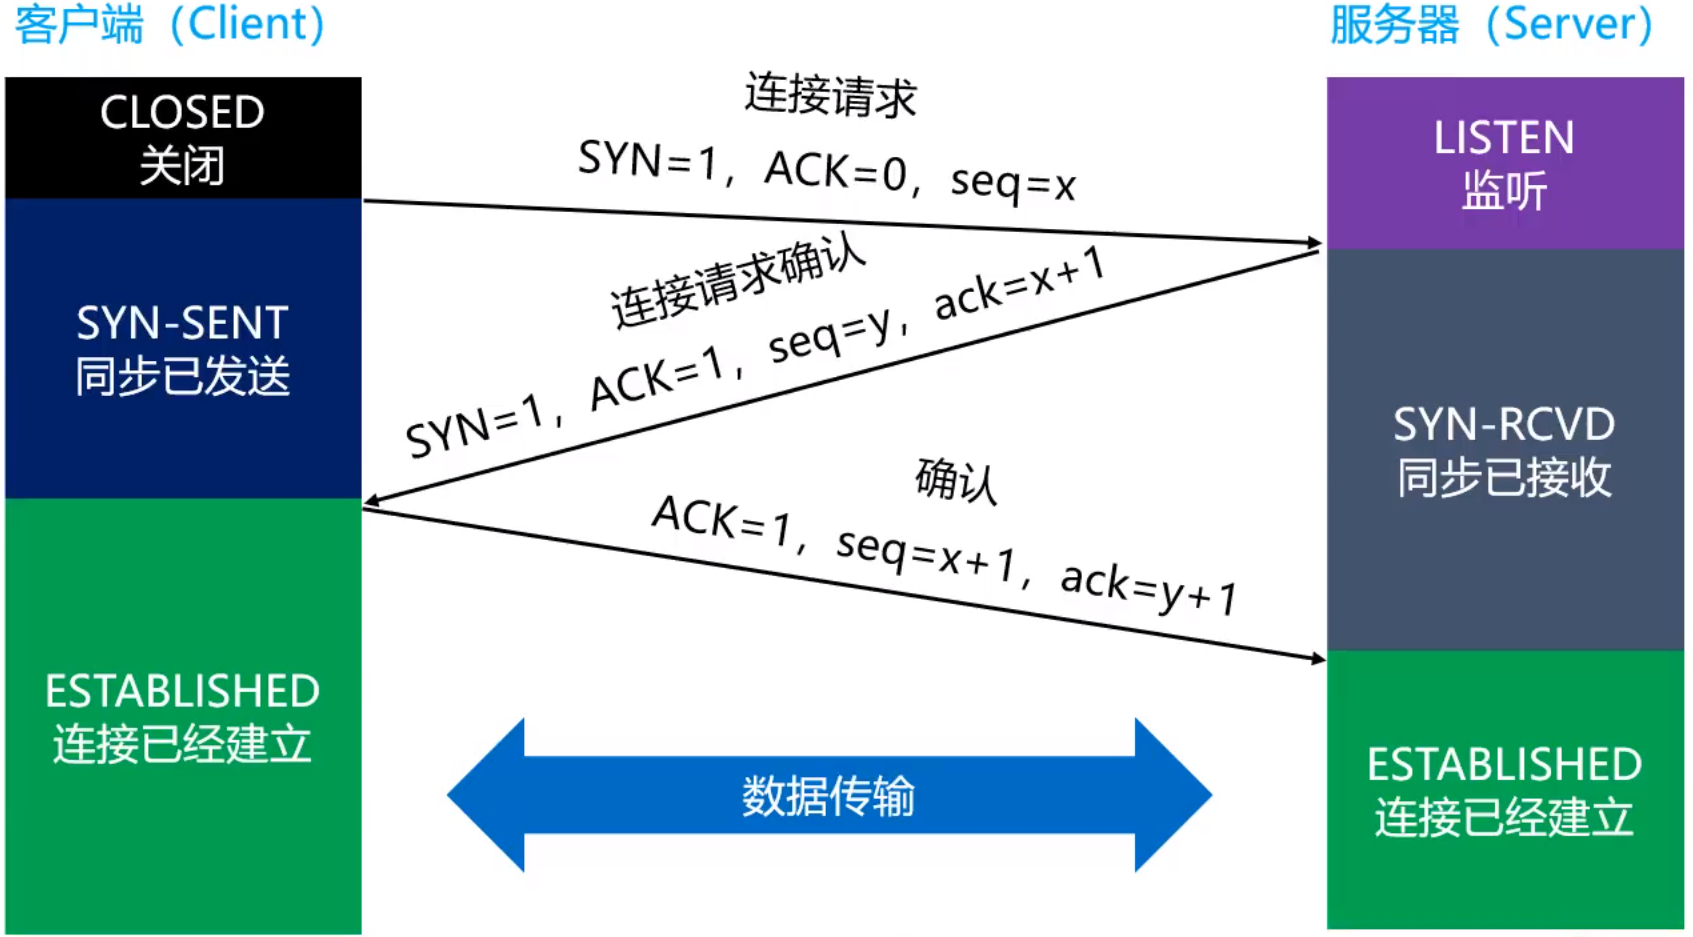 客户端（Client）
服务器（Server）
CLOSED
关闭
连接请求
SYN=1，ACK=0，seq=x
LISTEN
监听
SYN-SENT
同步已发送
连接请求确认
SYN=1，ACK=1，seq=y，ack=x+1
SYN-RCVD
同步已接收
确认
ACK=1，seq=x+1，ack=y+1
ESTABLISHED
连接已经建立
数据传输
ESTABLISHED
连接已经建立